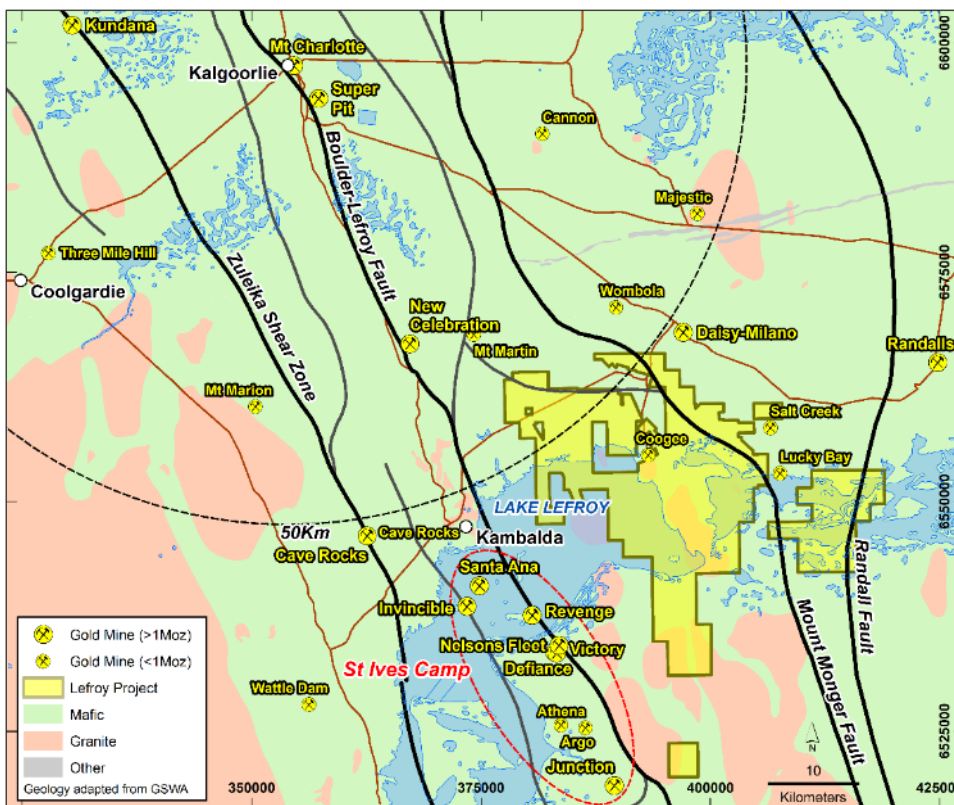 Kundana
Mt Charlotte
Kalgoorlie
Super
Pit
Cannon
6600000
Majestic
Boulder-Lefroy Fault
Three Mile Hill
Coolgardie
Zuleika Shear Zone
Wombola
6575000
New
Celebration
Mt Martin
Daisy-Milano
Randalls
Mt Marion
Salt Creek
Coogee
Lucky Bay
LAKE LEFROY
6550000
50Km
Cave Rocks
Cave Rocks
Kambalda
Santa Ana
Invincible
Revenge
Randall Fault
Mount Monger Fault
Nelsons Fleet
Victory
Defiance
St Ives Camp
Wattle Dam
Athena
Argo
Junction
6525000
Gold Mine (>1Moz)
Gold Mine (<1Moz)
Lefroy Project
Mafic
Granite
Other
Geology adapted from GSWA
N
10
Kilometers
350000
375000
400000
425000